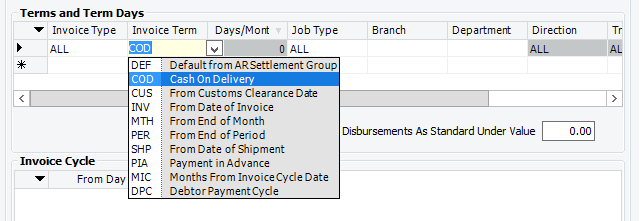 Terms and Term Days
Invoice Type Invoice Term Days/Mont Job Type Branch Department Direction Tr
ALL COD 0 ALL ALL ALL
DEF Default from AR Settlement Group
COD Cash On Delivery
CUS From Customs Clearance Date
INV From Date of Invoice
MTH From End of Month
PER From End of Period
SHP From Date of Shipment
PIA Payment in Advance
MIC Months From Invoice Cycle Date
DPC Debtor Payment Cycle
Disbursements As Standard Under Value 0.00
Invoice Cycle
From Day